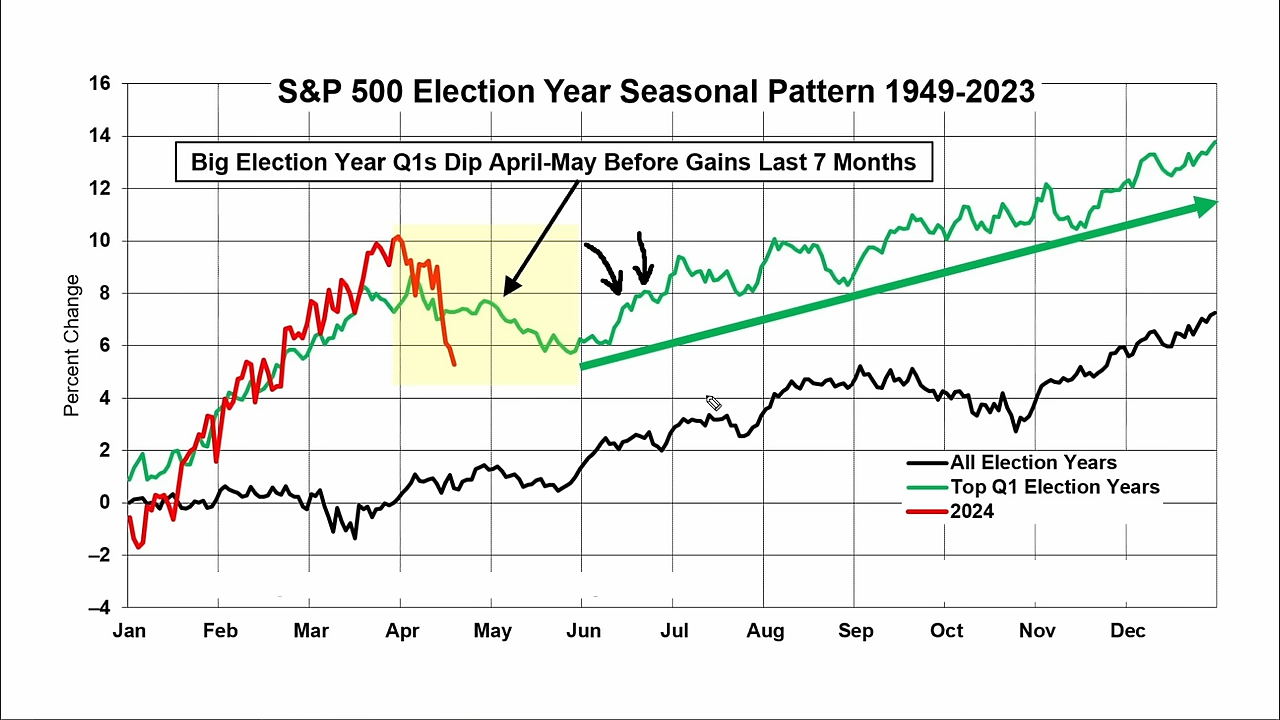 S&P 500 Election Year Seasonal Pattern 1949-2023
Big Election Year Q1s Dip April-May Before Gains Last 7 Months
Percent Change
16
14
12
10
8
6
4
2
0
–2
–4
All Election Years
Top Q1 Election Years
2024
Jan Feb Mar Apr May Jun Jul Aug Sep Oct Nov Dec